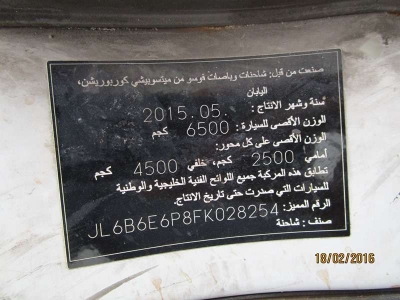 صنعت من قبل: شاحنات وباصات فوسو من ميتسوبيشي كوربوريشن،
اليابان
سنة وشهر الانتاج: 2015.05.
الوزن الأقصى للسيارة : 6500 كجم
الوزن الأقصى على كل محور:
أمامي : 2500 كجم، خلفي 4500 كجم
تطابق هذه المركبة جميع اللوائح الفنية الخليجية والوطنية
للسيارات التي صدرت حتى تاريخ الانتاج.
الرقم المميز: JL6B6E6P8FK028254
صنف : شاحنة
18/02/2016